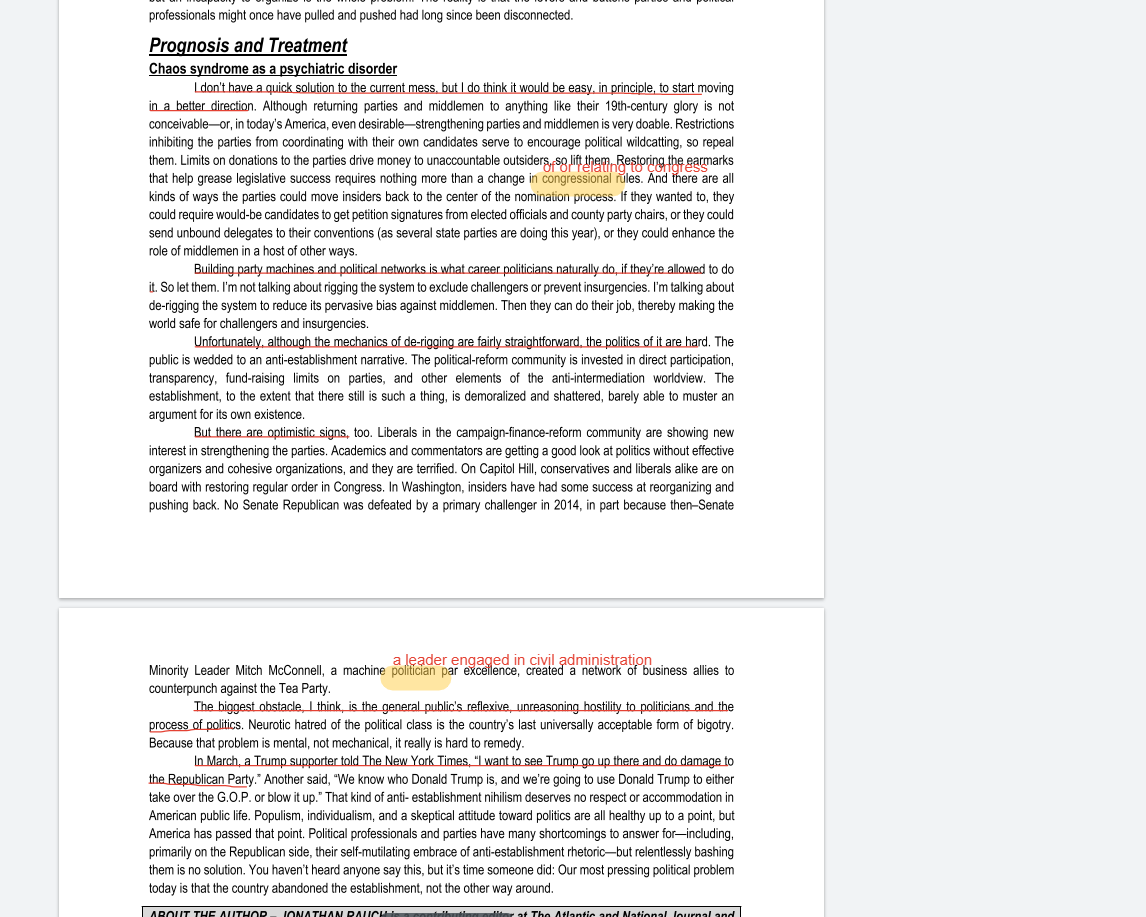 but an incapacity to organize is the whole problem. The reality is that the levers and buttons parties and political
professionals might once have pulled and pushed had long since been disconnected.
Prognosis and Treatment
Chaos syndrome as a psychiatric disorder
I don't have a quick solution to the current mess, but I do think it would be easy, in principle, to start moving
in a better direction. Although returning parties and middlemen to anything like their 19th-century glory is not
conceivable—or, in today's America, even desirable—strengthening parties and middlemen is very doable. Restrictions
inhibiting the parties from coordinating with their own candidates serve to encourage political wildcatting, so repeal
them. Limits on donations to the parties drive money to unaccountable outsiders, so lift them. Restoring the earmarks
of or relating to congress
that help grease legislative success requires nothing more than a change in congressional rules. And there are all
kinds of ways the parties could move insiders back to the center of the nomination process. If they wanted to, they
could require would-be candidates to get petition signatures from elected officials and county party chairs, or they could
send unbound delegates to their conventions (as several state parties are doing this year), or they could enhance the
role of middlemen in a host of other ways.
Building party machines and political networks is what career politicians naturally do, if they're allowed to do
it. So let them. I'm not talking about rigging the system to exclude challengers or prevent insurgencies. I'm talking about
de-rigging the system to reduce its pervasive bias against middlemen. Then they can do their job, thereby making the
world safe for challengers and insurgencies.
Unfortunately, although the mechanics of de-rigging are fairly straightforward, the politics of it are hard. The
public is wedded to an anti-establishment narrative. The political-reform community is invested in direct participation,
transparency, fund-raising limits on parties, and other elements of the anti-intermediation worldview. The
establishment, to the extent that there still is such a thing, is demoralized and shattered, barely able to muster an
argument for its own existence.
But there are optimistic signs, too. Liberals in the campaign-finance-reform community are showing new
interest in strengthening the parties. Academics and commentators are getting a good look at politics without effective
organizers and cohesive organizations, and they are terrified. On Capitol Hill, conservatives and liberals alike are on
board with restoring regular order in Congress. In Washington, insiders have had some success at reorganizing and
pushing back. No Senate Republican was defeated by a primary challenger in 2014, in part because then–Senate
a leader engaged in civil administration
Minority Leader Mitch McConnell, a machine politician par excellence, created a network of business allies to
counterpunch against the Tea Party.
The biggest obstacle, I think, is the general public's reflexive, unreasoning hostility to politicians and the
process of politics. Neurotic hatred of the political class is the country's last universally acceptable form of bigotry.
Because that problem is mental, not mechanical, it really is hard to remedy.
In March, a Trump supporter told The New York Times, “I want to see Trump go up there and do damage to
the Republican Party.” Another said, “We know who Donald Trump is, and we're going to use Donald Trump to either
take over the G.O.P. or blow it up.” That kind of anti- establishment nihilism deserves no respect or accommodation in
American public life. Populism, individualism, and a skeptical attitude toward politics are all healthy up to a point, but
America has passed that point. Political professionals and parties have many shortcomings to answer for—including,
primarily on the Republican side, their self-mutilating embrace of anti-establishment rhetoric—but relentlessly bashing
them is no solution. You haven't heard anyone say this, but it's time someone did: Our most pressing political problem
today is that the country abandoned the establishment, not the other way around.
ABOUT THE AUTHOR – JONATHAN RAUCH is a contributing editor at The Atlantic and National Journal and